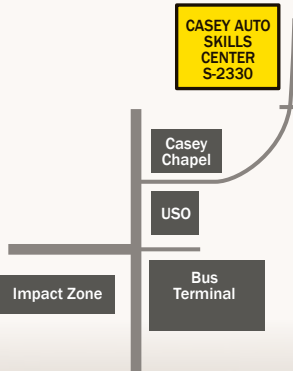 CASEY AUTO
SKILLS
CENTER
S-2330
Casey
Chapel
USO
Impact Zone
Bus
Terminal